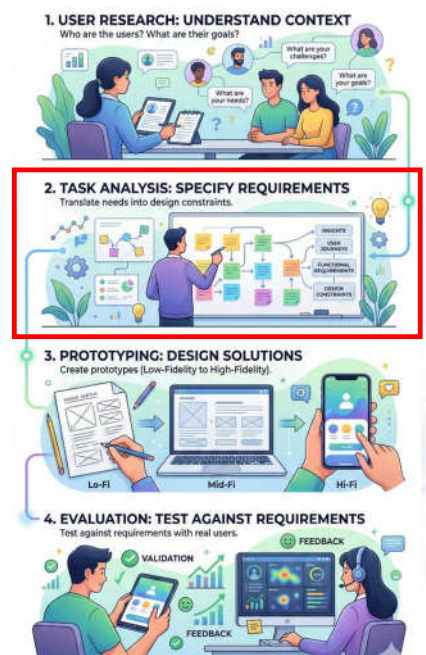 1. USER RESEARCH: UNDERSTAND CONTEXT
Who are the users? What are their goals?
What are your
challenges?
What are
your needs?
What are
your goals?
2. TASK ANALYSIS: SPECIFY REQUIREMENTS
Translate needs into design constraints.
INSIGHTS
USER
JOURNEYS
FUNCTIONAL
REQUIREMENTS
DESIGN
CONSTRAINTS
3. PROTOTYPING: DESIGN SOLUTIONS
Create prototypes (Low-Fidelity to High-Fidelity).
Lo-Fi
Mid-Fi
Hi-Fi
4. EVALUATION: TEST AGAINST REQUIREMENTS
Test against requirements with real users.
VALIDATION
FEEDBACK
FEEDBACK